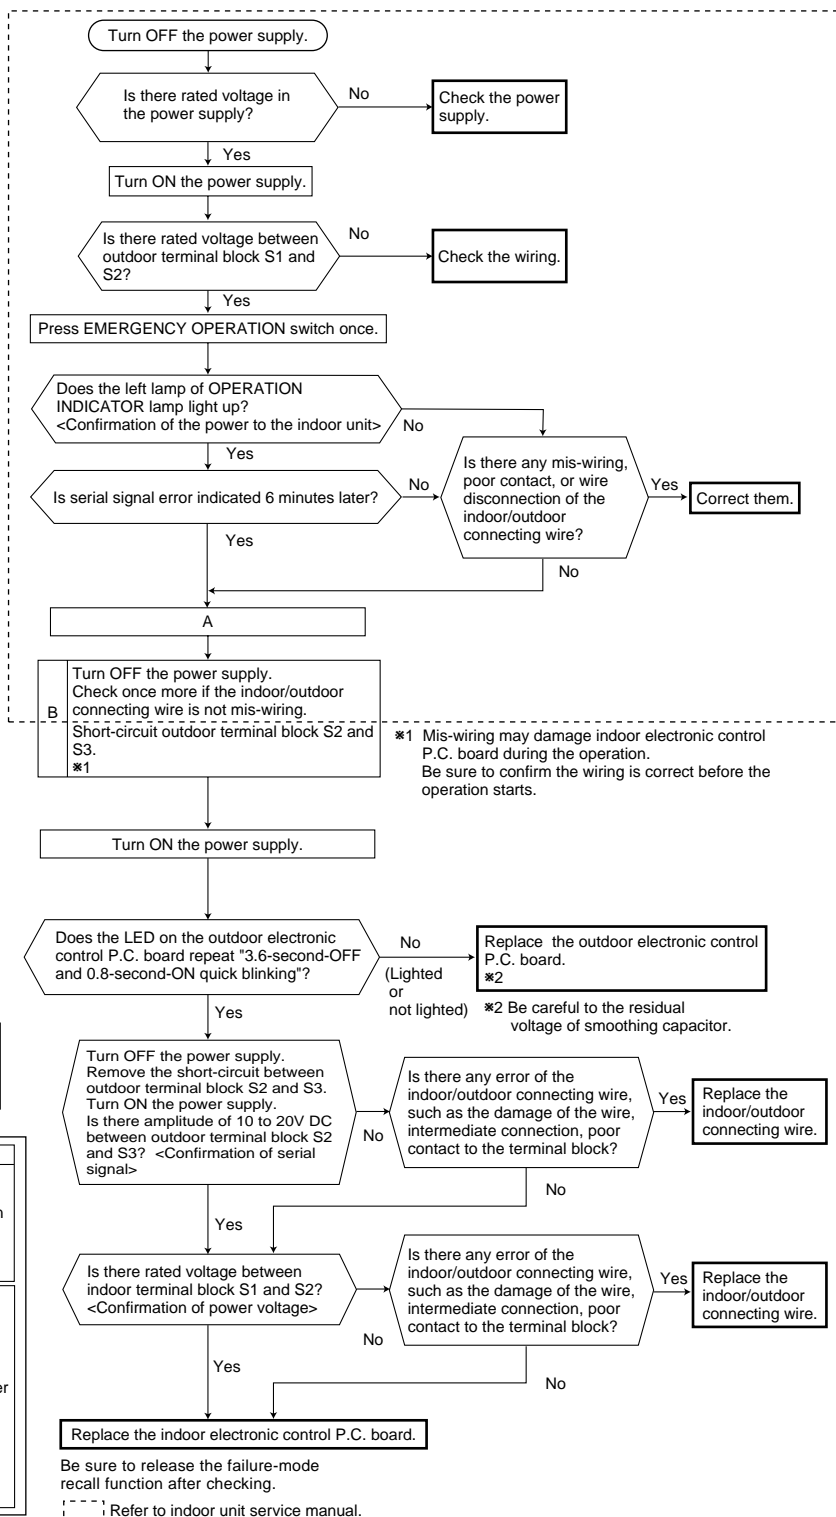 Turn OFF the power supply.
Is there rated voltage in
the power supply?
No
Check the power
supply.
Yes
Turn ON the power supply.
Is there rated voltage between
outdoor terminal block S1 and
S2?
No
Check the wiring.
Yes
Press EMERGENCY OPERATION switch once.
Does the left lamp of OPERATION
INDICATOR lamp light up?
<Confirmation of the power to the indoor unit>
No
Yes
Is serial signal error indicated 6 minutes later?
No
Is there any mis-wiring,
poor contact, or wire
disconnection of the
indoor/outdoor
connecting wire?
Yes
Correct them.
Yes
No
A
B
Turn OFF the power supply.
Check once more if the indoor/outdoor
connecting wire is not mis-wiring.
Short-circuit outdoor terminal block S2 and
S3.
※1
※1 Mis-wiring may damage indoor electronic control
P.C. board during the operation.
Be sure to confirm the wiring is correct before the
operation starts.
Turn ON the power supply.
Does the LED on the outdoor electronic
control P.C. board repeat "3.6-second-OFF
and 0.8-second-ON quick blinking"?
No
(Lighted
or
not lighted)
Replace the outdoor electronic control
P.C. board.
※2
※2 Be careful to the residual
voltage of smoothing capacitor.
Yes
Turn OFF the power supply.
Remove the short-circuit between
outdoor terminal block S2 and S3.
Turn ON the power supply.
Is there amplitude of 10 to 20V DC
between outdoor terminal block S2
and S3? <Confirmation of serial
signal>
No
Is there any error of the
indoor/outdoor connecting wire,
such as the damage of the wire,
intermediate connection, poor
contact to the terminal block?
Yes
Replace the
indoor/outdoor
connecting wire.
No
Yes
Is there rated voltage between
indoor terminal block S1 and S2?
<Confirmation of power voltage>
No
Is there any error of the
indoor/outdoor connecting wire,
such as the damage of the wire,
intermediate connection, poor
contact to the terminal block?
Yes
Replace the
indoor/outdoor
connecting wire.
Yes
No
Replace the indoor electronic control P.C. board.
Be sure to release the failure-mode
recall function after checking.
Refer to indoor unit service manual.